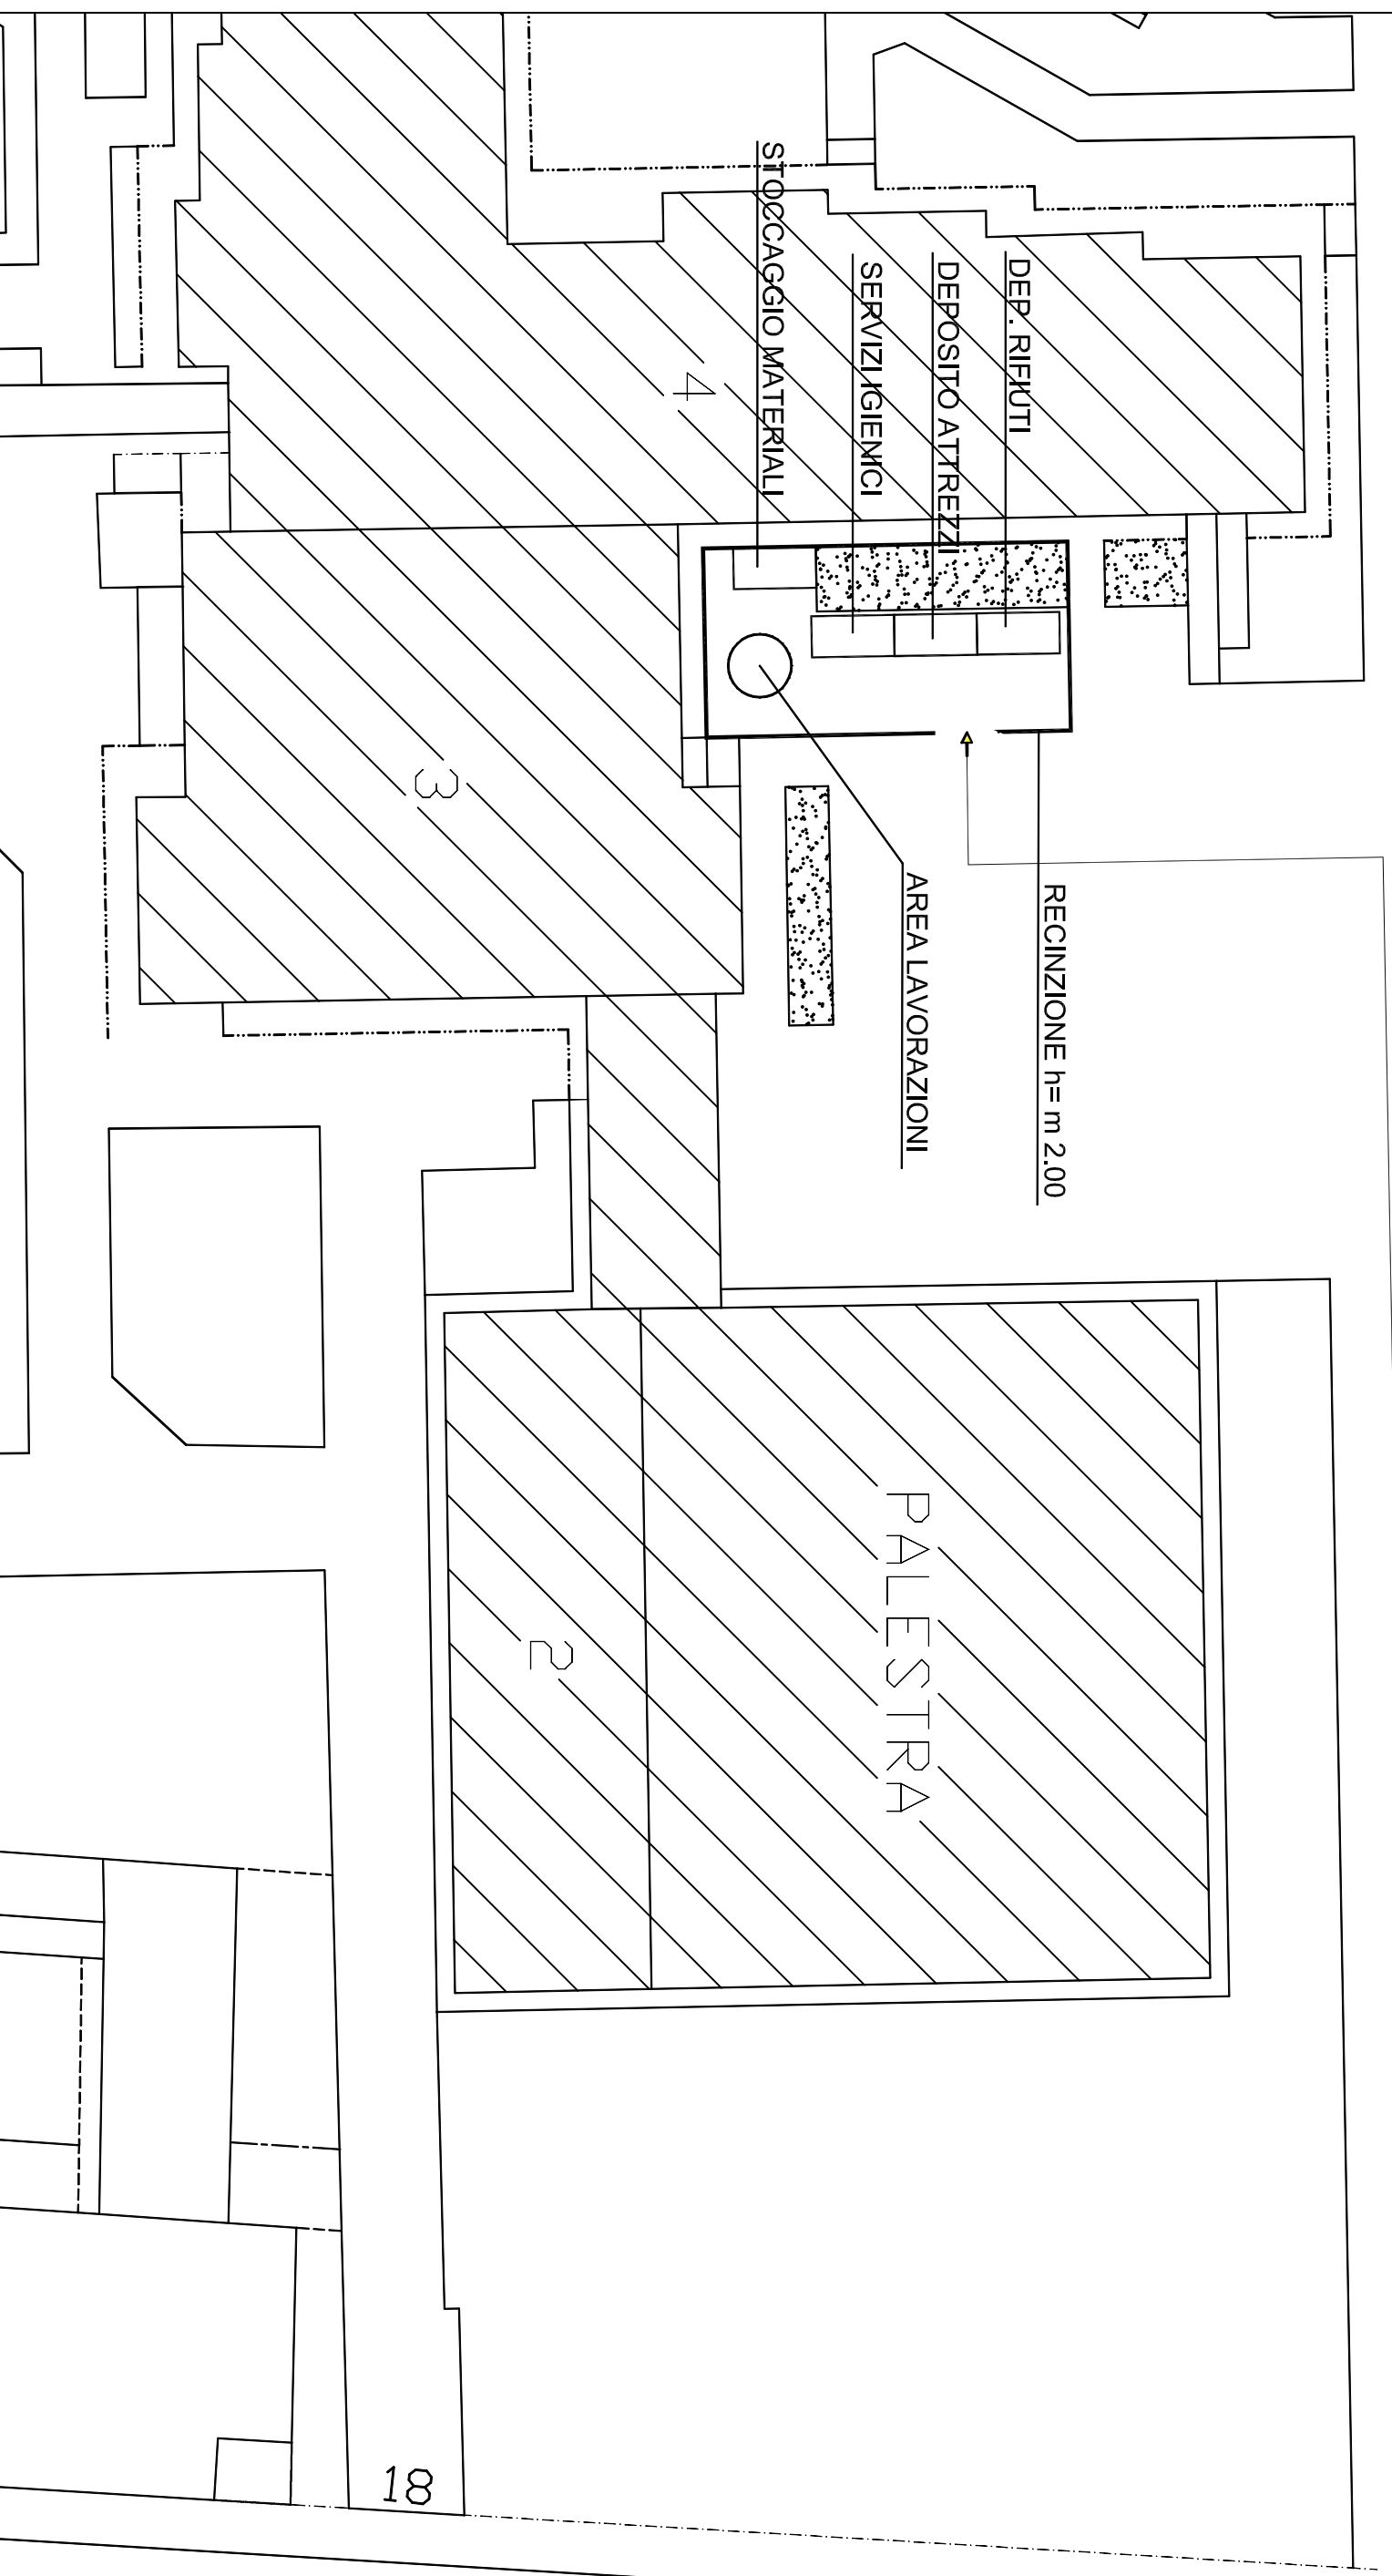 DEP. RIFIUTI
DEPOSITO ATTREZZI
SERVIZI IGIENICI
STOCCAGGIO MATERIALI
4
RECINZIONE h= m 2.00
AREA LAVORAZIONI
3
PALESTRA
2
18